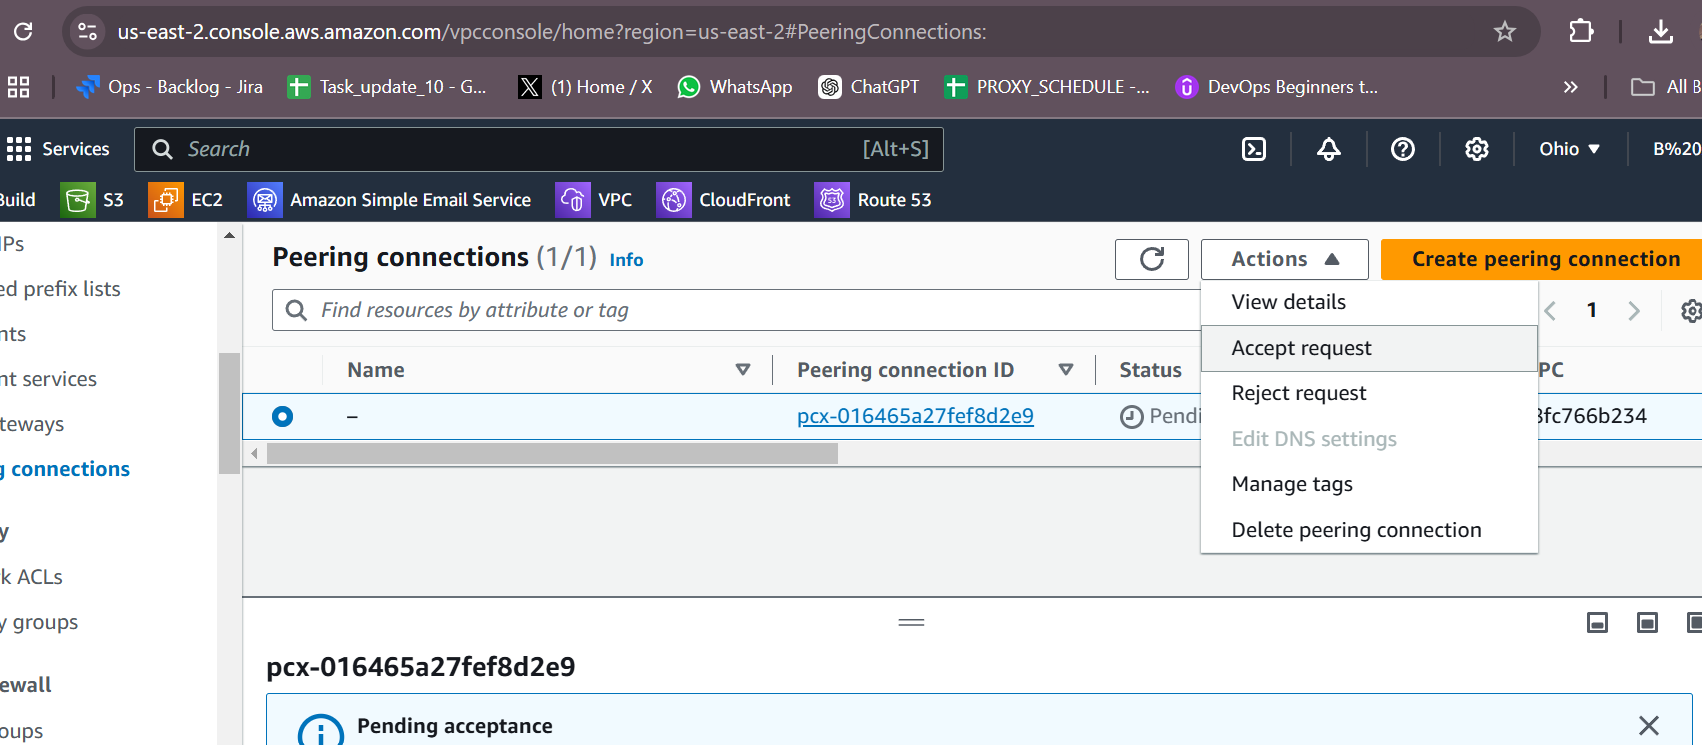 us-east-2.console.aws.amazon.com/vpcconsole/home?region=us-east-2#PeeringConnections:
Ops - Backlog - Jira Task_update_10 - G... (1) Home / X WhatsApp ChatGPT PROXY_SCHEDULE -... DevOps Beginners t... » All B
Services Search [Alt+S] Ohio B%20
Build S3 EC2 Amazon Simple Email Service VPC CloudFront Route 53
IPs
ed prefix lists
nts
nt services
teways
g connections
y
k ACLs
y groups
ewall
oups
Peering connections (1/1) Info
Actions
Create peering connection
Find resources by attribute or tag
1
View details
Accept request
Reject request
Edit DNS settings
Manage tags
Delete peering connection
Name Peering connection ID Status PC
– pcx-016465a27fef8d2e9 Pendi 3fc766b234
pcx-016465a27fef8d2e9
Pending acceptance